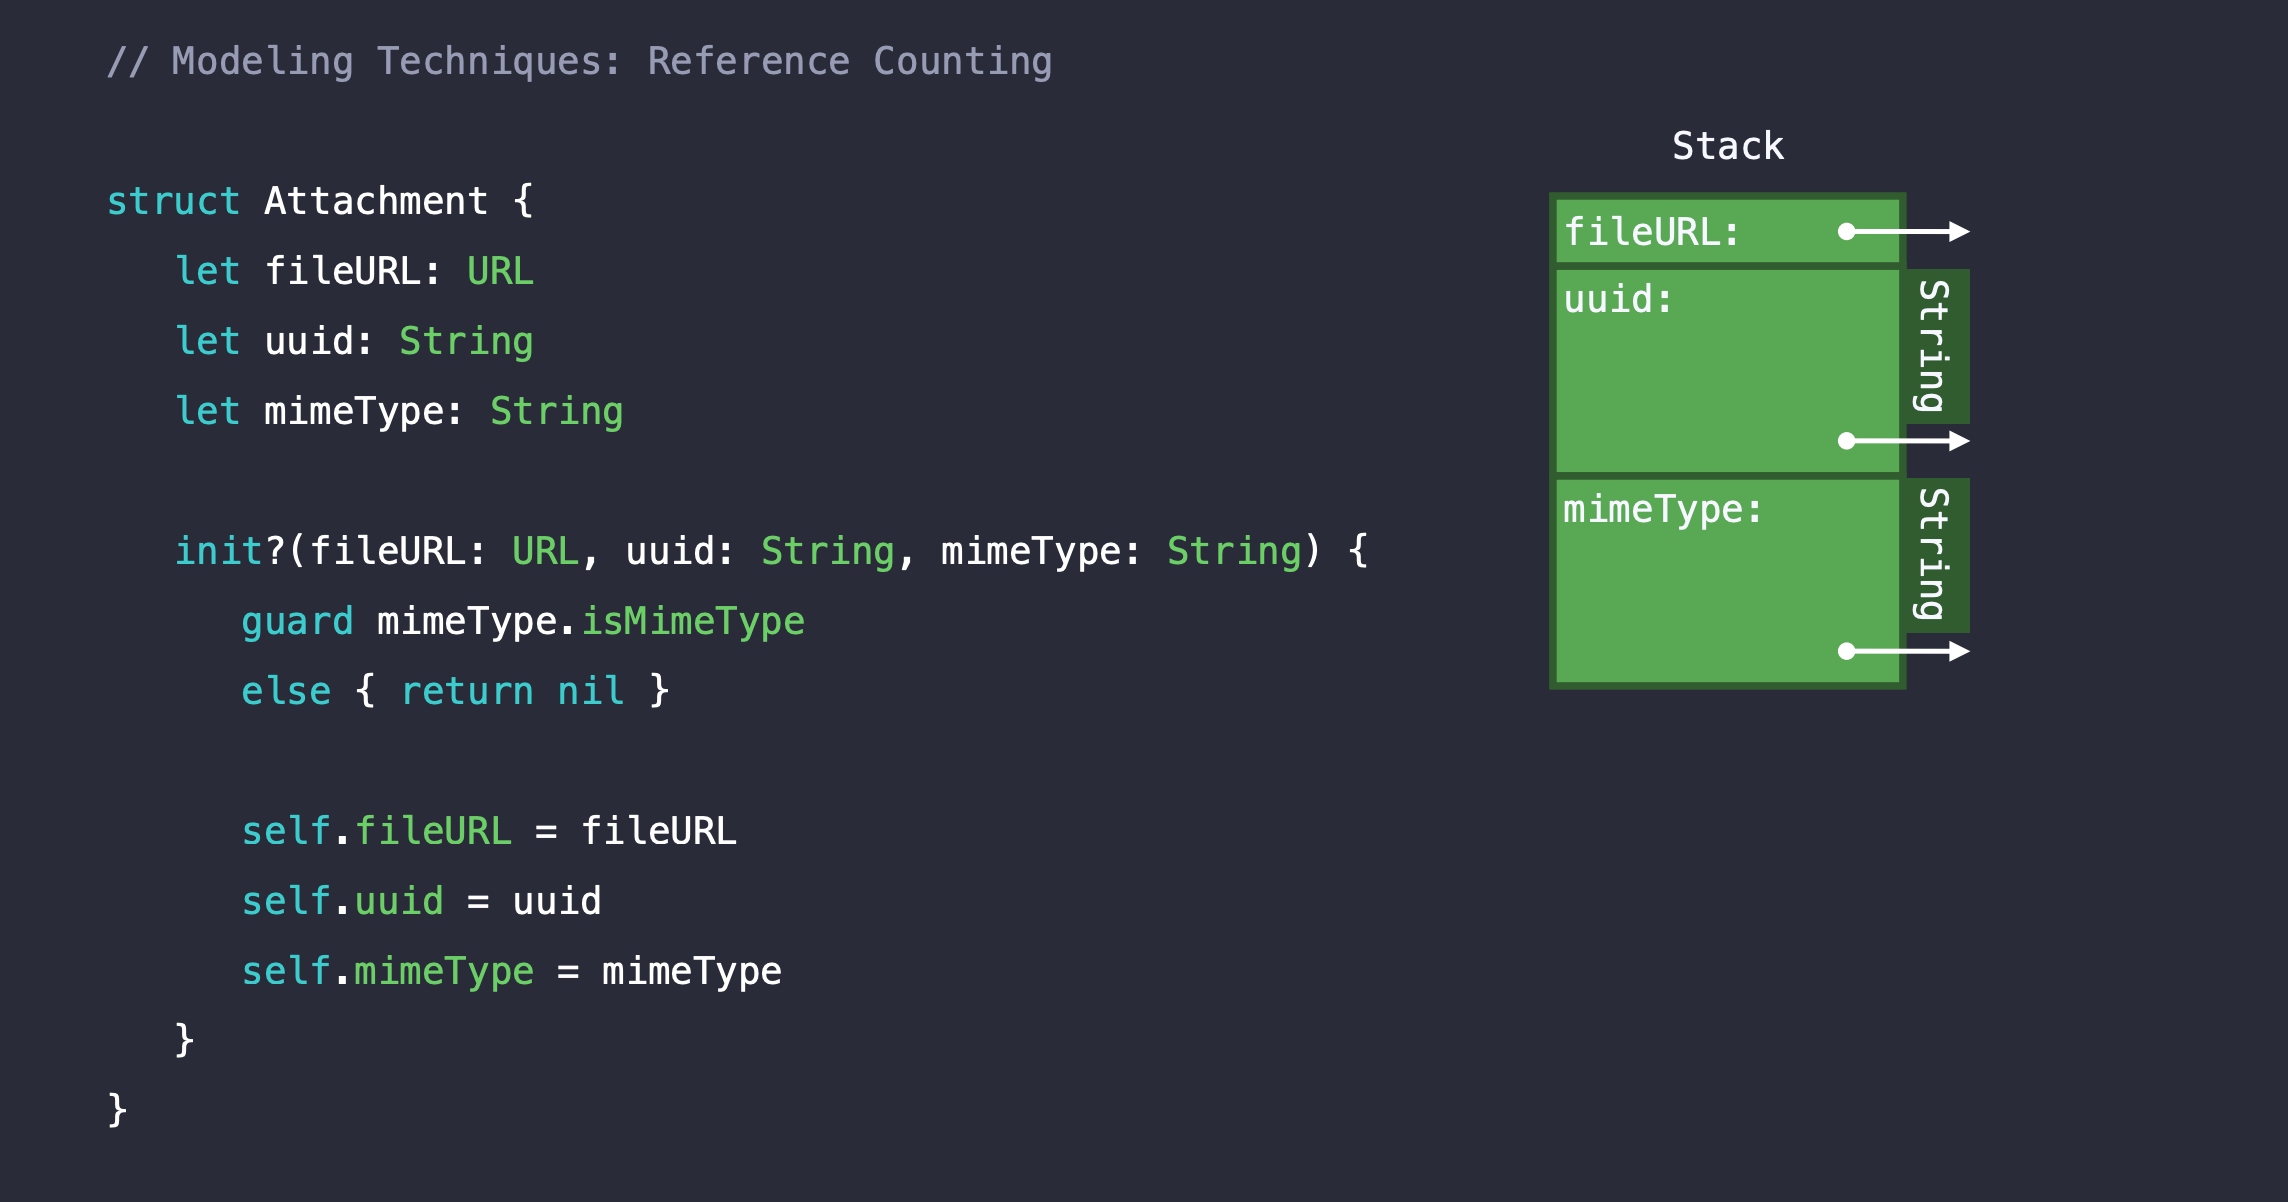 // Modeling Techniques: Reference Counting
struct Attachment {
   let fileURL: URL
   let uuid: String
   let mimeType: String
   init?(fileURL: URL, uuid: String, mimeType: String) {
      guard mimeType.isMimeType
      else { return nil }
      self.fileURL = fileURL
      self.uuid = uuid
      self.mimeType = mimeType
   }
}
Stack
fileURL:
uuid:
String
mimeType:
String